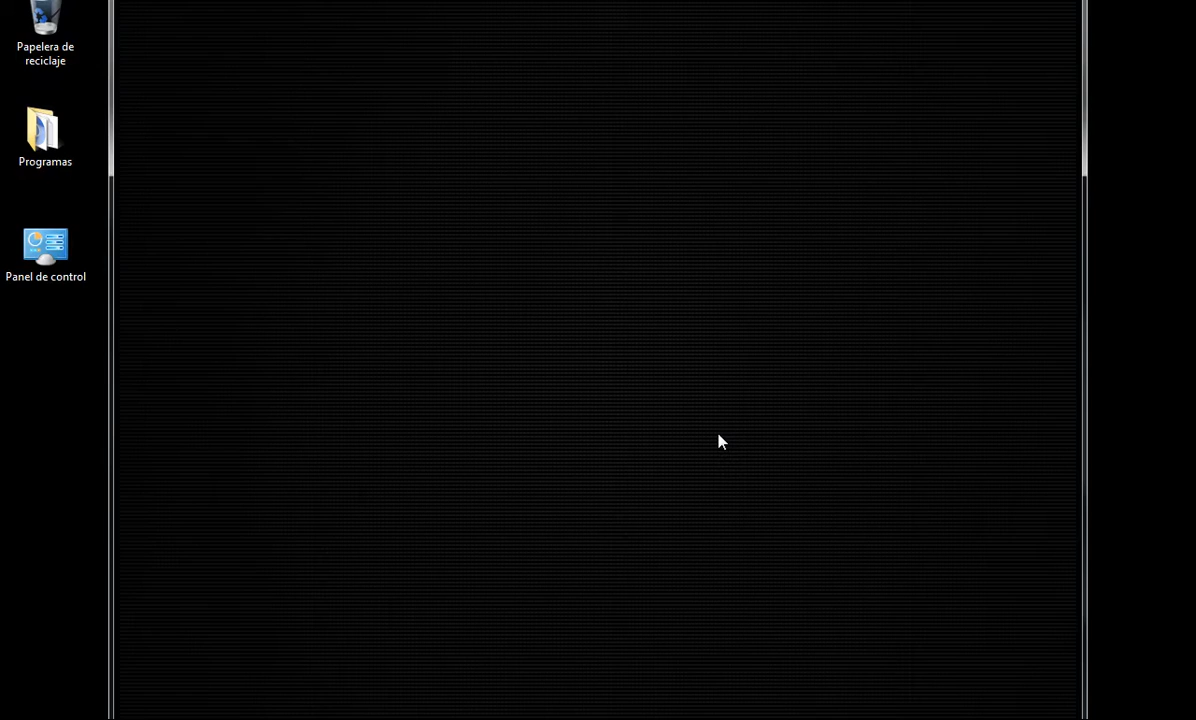 Papelera de
reciclaje
Programas
Panel de control